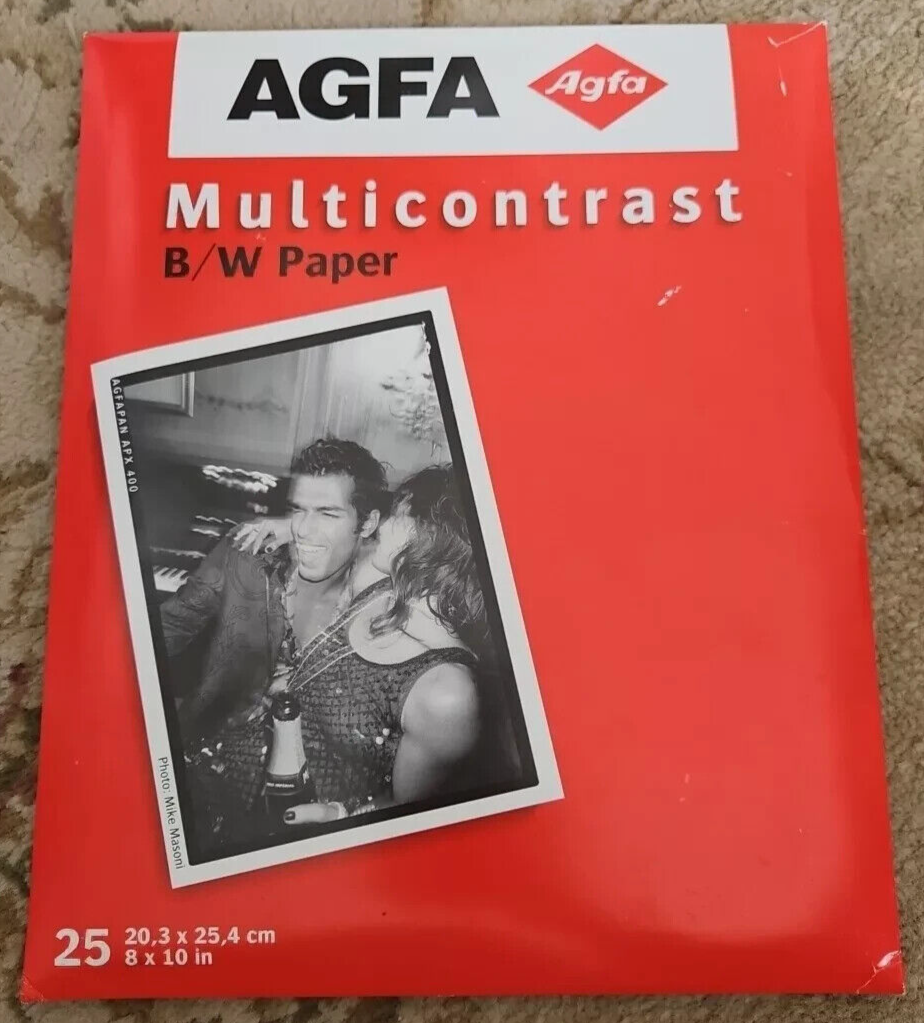 AGFA
Agfa
Multicontrast
B/W Paper
AGFAPAN APX 400
Photo: Mike Masoni
25
20,3 x 25,4 cm
8 x 10 in